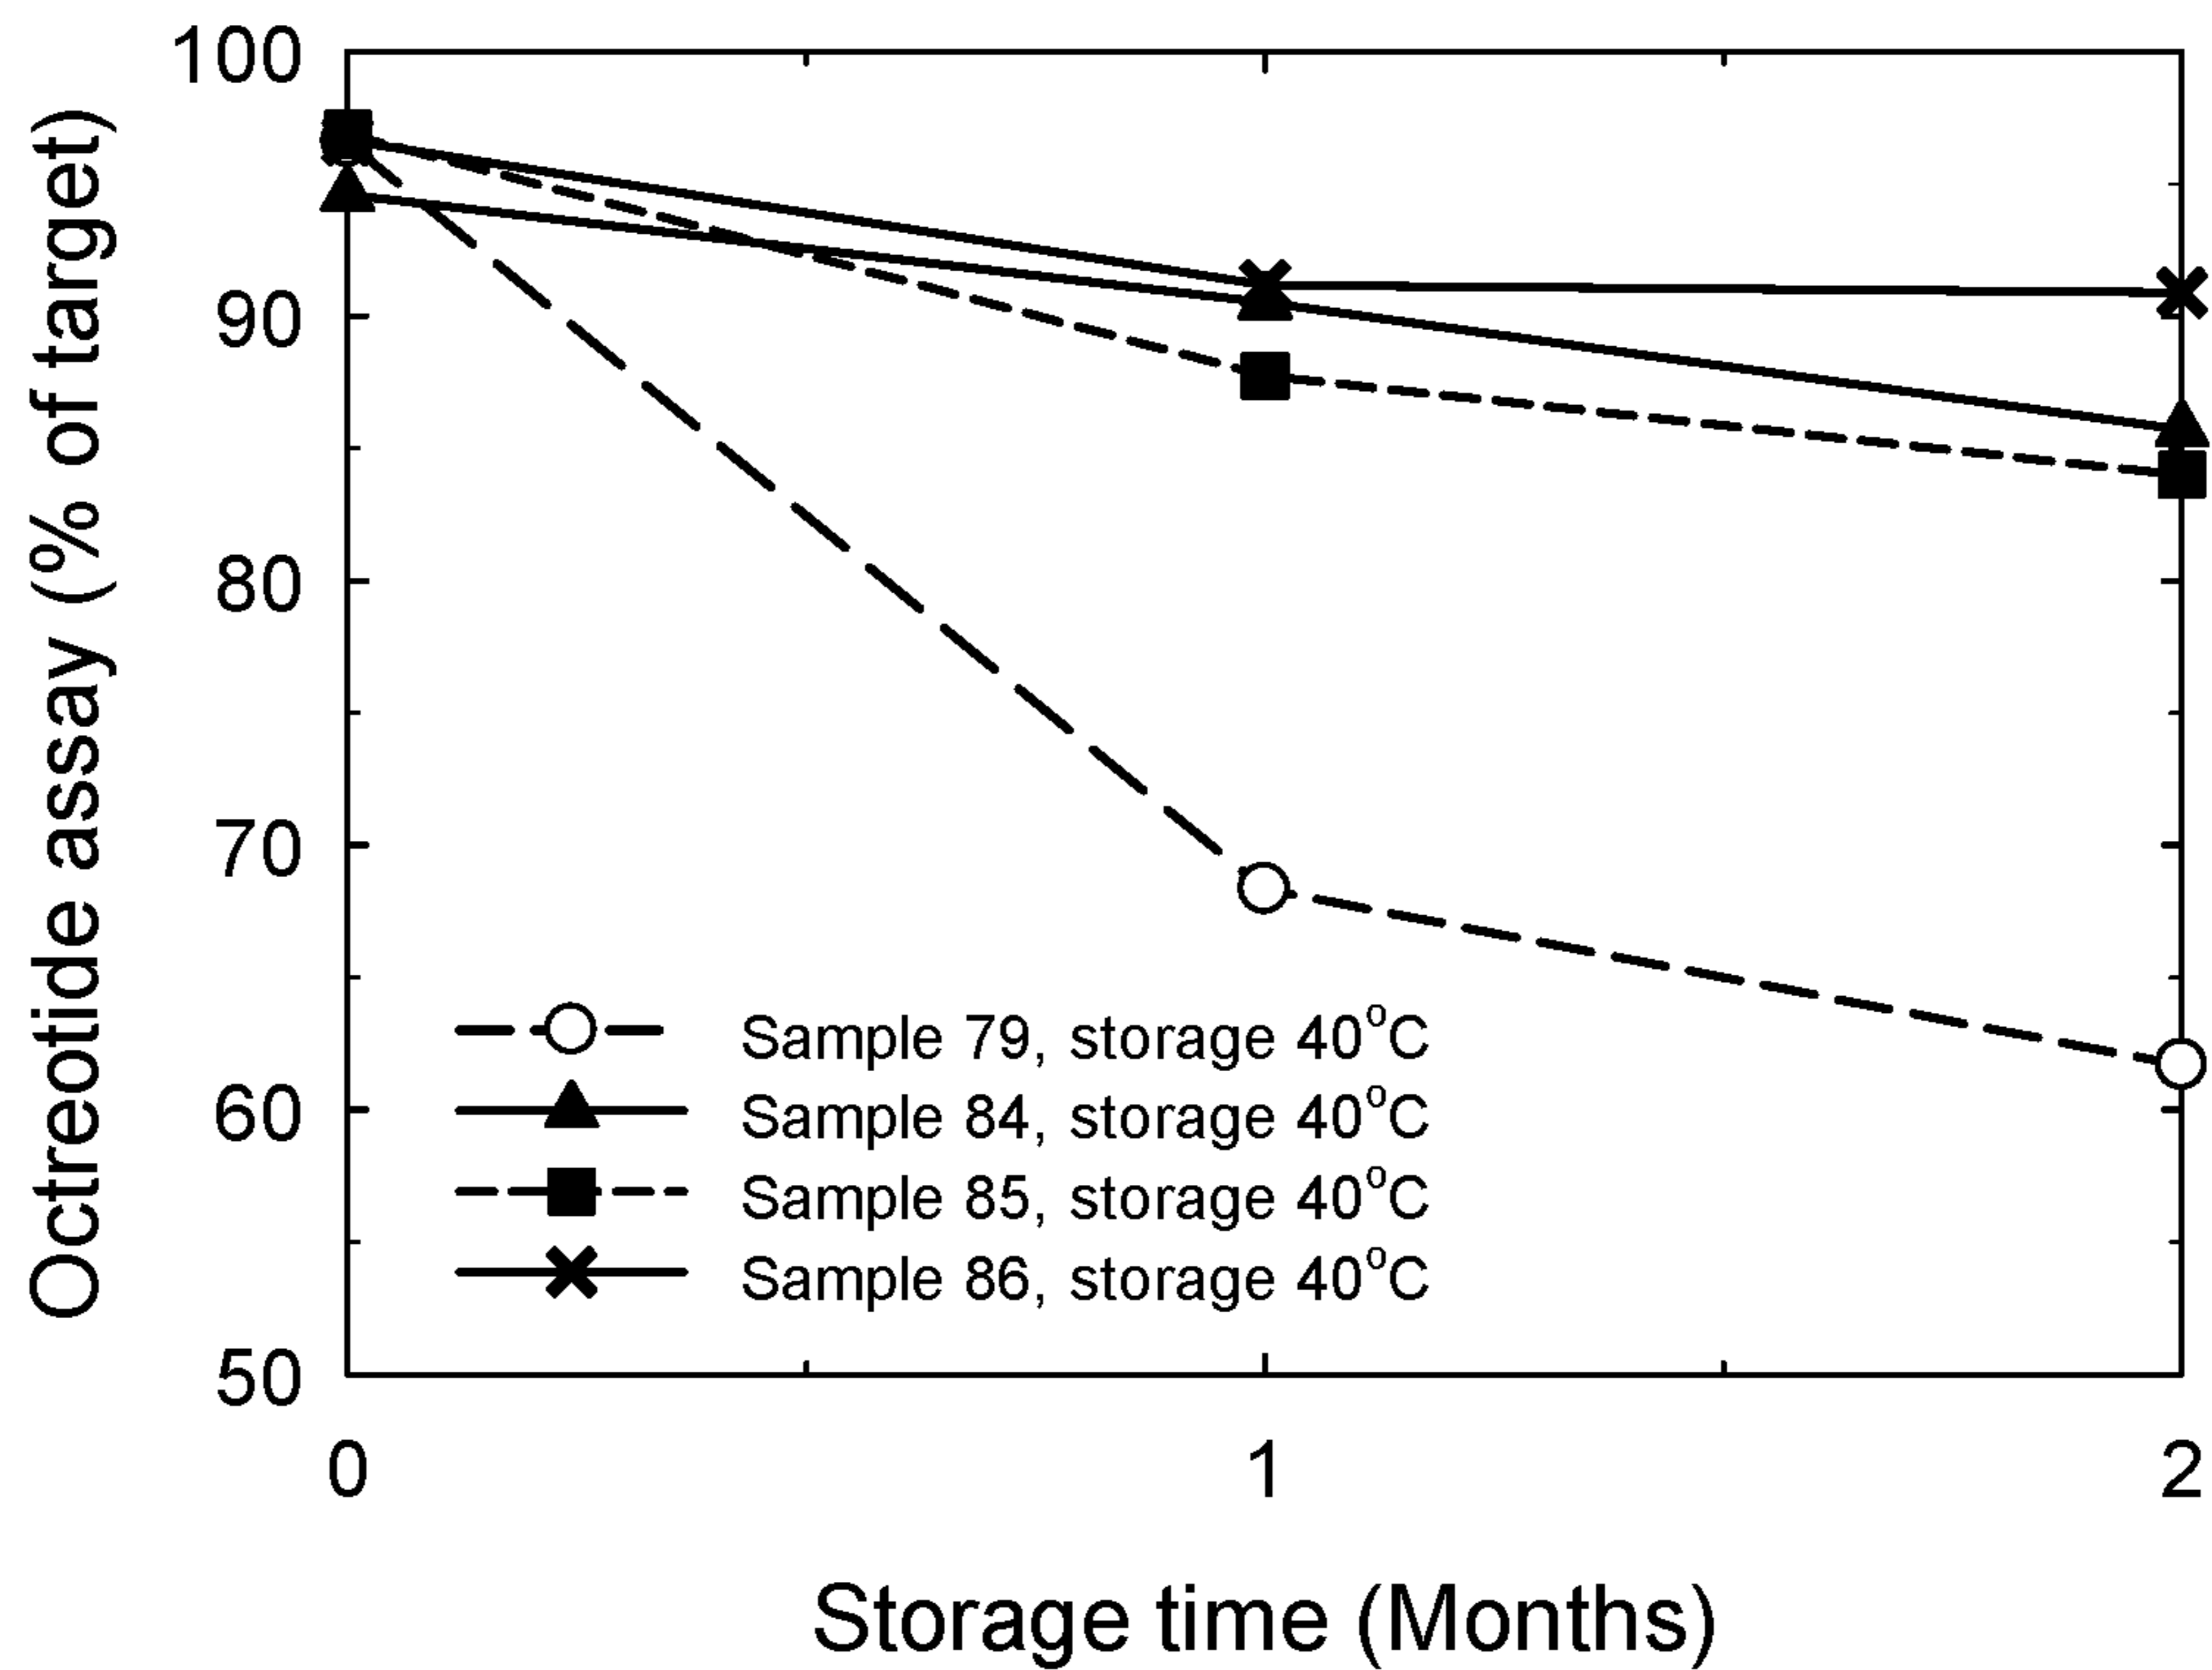 Octreotide assay (% of target)
100
90
80
70
60
50
Sample 79, storage 40°C
Sample 84, storage 40°C
Sample 85, storage 40°C
Sample 86, storage 40°C
0 1 2
Storage time (Months)